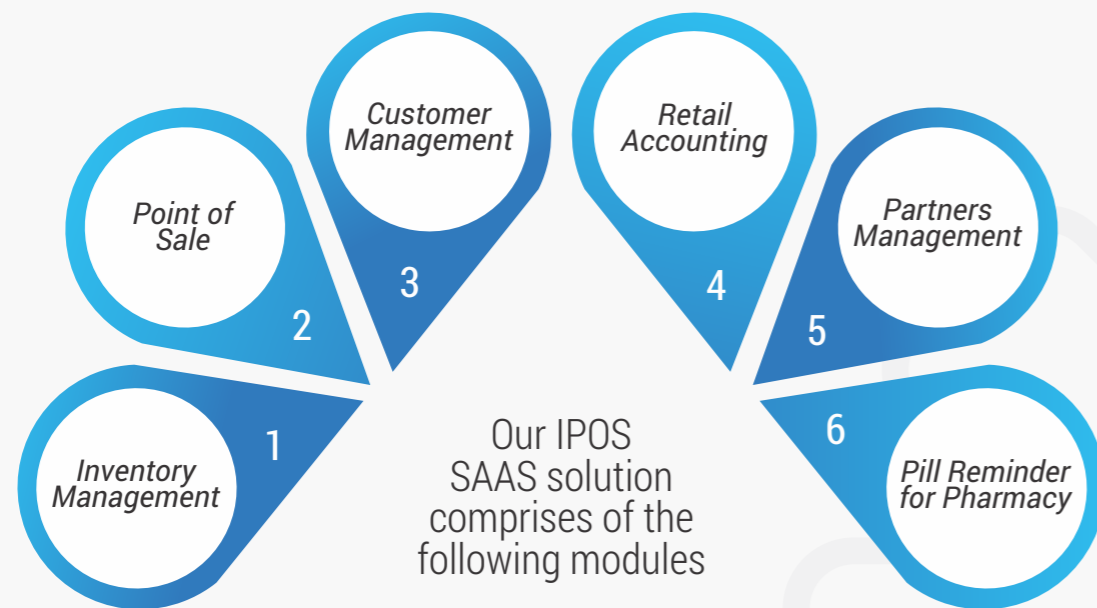 1
Inventory
Management
2
Point of
Sale
3
Customer
Management
4
Retail
Accounting
5
Partners
Management
6
Pill Reminder
for Pharmacy
Our IPOS
SAAS solution
comprises of the
following modules